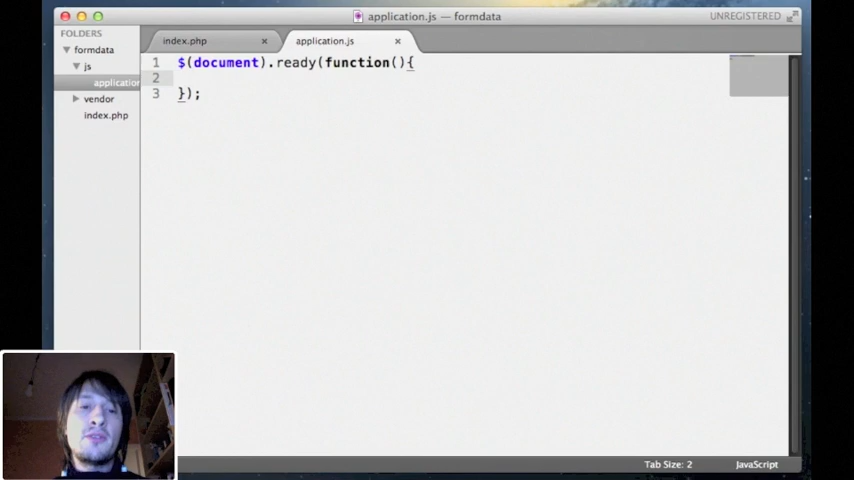 application.js — formdata
UNREGISTERED
FOLDERS
formdata
js
application
vendor
index.php
index.php ×
application.js ×
1 $(document).ready(function(){
2
3 });
Tab Size: 2
JavaScript